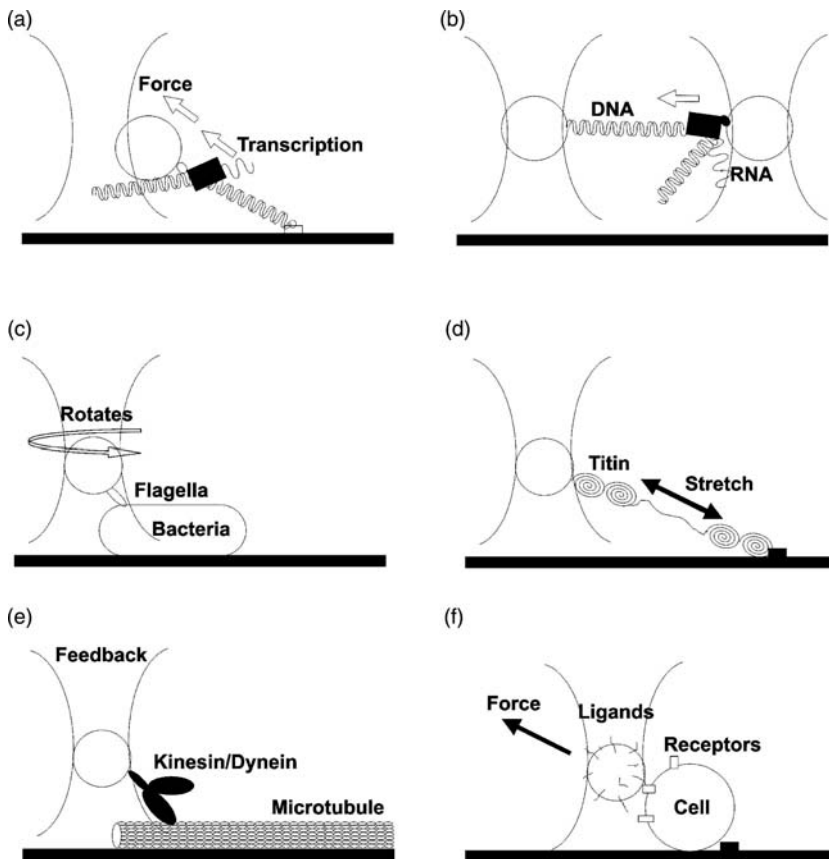 (a)
Force
Transcription
(b)
DNA
RNA
(c)
Rotates
Flagella
Bacteria
(d)
Titin
Stretch
(e)
Feedback
Kinesin/Dynein
Microtubule
(f)
Force
Ligands
Receptors
Cell